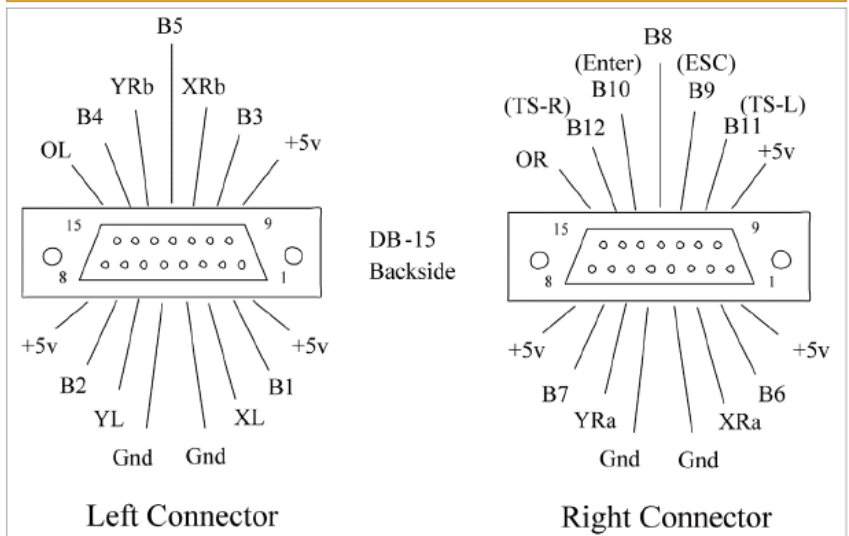 B5
YRb
XRb
B4
B3
OL
+5v
15
9
8
1
+5v
+5v
B2
B1
YL
XL
Gnd
Gnd
Left Connector
DB-15
Backside
B8
(Enter)
(ESC)
B10
B9
(TS-R)
(TS-L)
B12
B11
OR
+5v
15
9
8
1
+5v
+5v
B7
B6
YRa
XRa
Gnd
Gnd
Right Connector